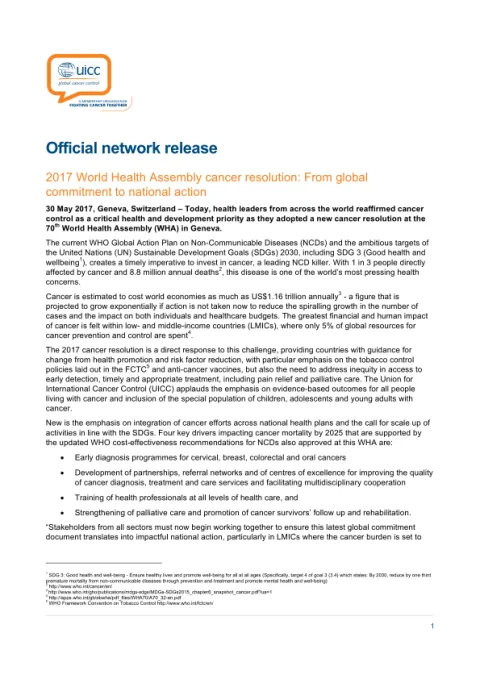 uicc
global cancer control
A MEMBERSHIP ORGANISATION
FIGHTING CANCER TOGETHER
Official network release
2017 World Health Assembly cancer resolution: From global
commitment to national action
30 May 2017, Geneva, Switzerland – Today, health leaders from across the world reaffirmed cancer
control as a critical health and development priority as they adopted a new cancer resolution at the
70th World Health Assembly (WHA) in Geneva.
The current WHO Global Action Plan on Non-Communicable Diseases (NCDs) and the ambitious targets of
the United Nations (UN) Sustainable Development Goals (SDGs) 2030, including SDG 3 (Good health and
wellbeing1), creates a timely imperative to invest in cancer, a leading NCD killer. With 1 in 3 people directly
affected by cancer and 8.8 million annual deaths2, this disease is one of the world's most pressing health
concerns.
Cancer is estimated to cost world economies as much as US$1.16 trillion annually3 - a figure that is
projected to grow exponentially if action is not taken now to reduce the spiralling growth in number of
cases and the impact on both individuals and healthcare budgets. The greatest financial and human impact
of cancer is felt within low- and middle-income countries (LMICs), where only 5% of global resources for
cancer prevention and control are spent4.
The 2017 cancer resolution is a direct response to this challenge, providing countries with guidance for
change from health promotion and risk factor reduction, with particular emphasis on the tobacco control
policies laid out in the FCTC5 and anti-cancer vaccines, but also the need to address inequity in access to
early detection, timely and appropriate treatment, including pain relief and palliative care. The Union for
International Cancer Control (UICC) applauds the emphasis on evidence-based outcomes for all people
living with cancer and inclusion of the special population of children, adolescents and young adults with
cancer.
New is the emphasis on integration of cancer efforts across national health plans and the call for scale up of
activities in line with the SDGs. Four key drivers impacting cancer mortality by 2025 that are supported by
the updated WHO cost-effectiveness recommendations for NCDs also approved at this WHA are:
• Early diagnosis programmes for cervical, breast, colorectal and oral cancers
• Development of partnerships, referral networks and of centres of excellence for improving the quality
of cancer diagnosis, treatment and care services and facilitating multidisciplinary cooperation
• Training of health professionals at all levels of health care, and
• Strengthening of palliative care and promotion of cancer survivors' follow up and rehabilitation.
"Stakeholders from all sectors must now begin working together to ensure this latest global commitment
document translates into impactful national action, particularly in LMICs where the cancer burden is set to
1 SDG 3: Good health and well-being - Ensure healthy lives and promote well-being for all at all ages (Specifically, target 4 of goal 3 (3.4) which states: By 2030, reduce by one third
premature mortality from non-communicable diseases through prevention and treatment and promote mental health and well-being)
2 http://www.who.int/cancer/en/
3 http://www.who.int/gho/publications/mdgs-sdgs/MDGs-SDGs2015_chapter6_snapshot_cancer.pdf?ua=1
4 http://apps.who.int/gb/ebwha/pdf_files/WHA70/A70_32-en.pdf
5 WHO Framework Convention on Tobacco Control http://www.who.int/fctc/en/
1